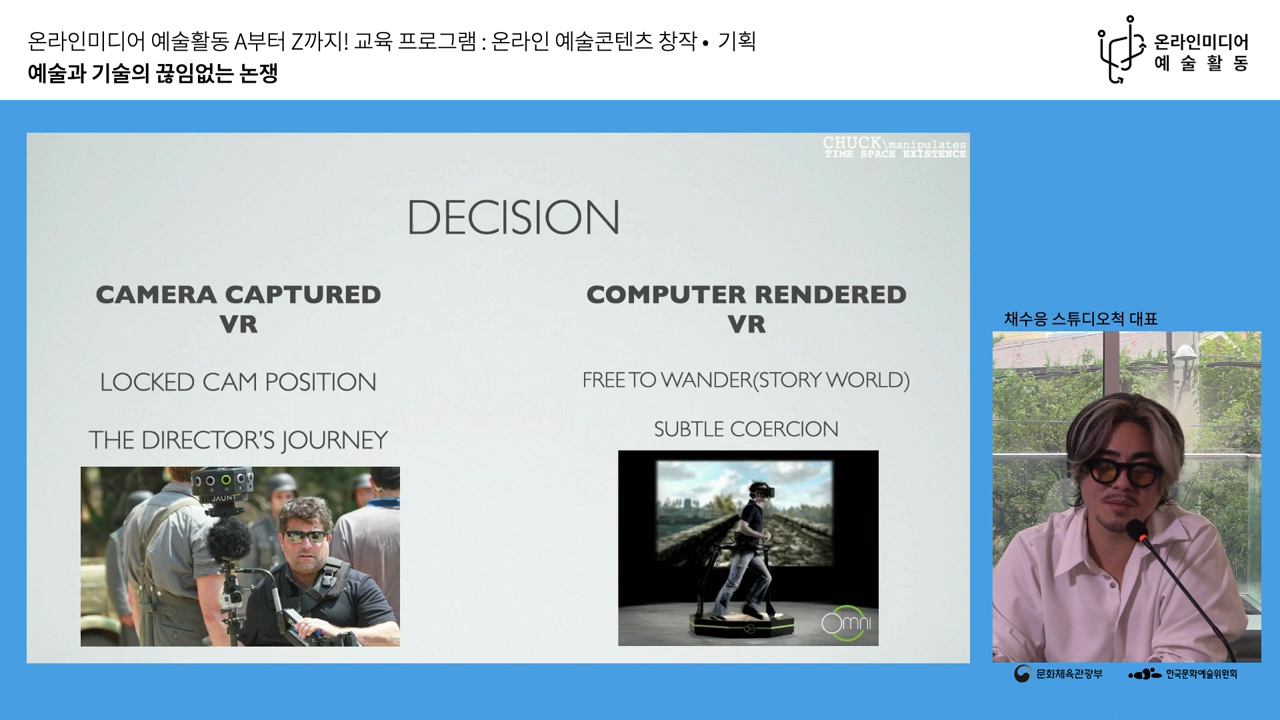 온라인미디어 예술활동 A부터 Z까지! 교육 프로그램 : 온라인 예술콘텐츠 창작 • 기획
예술과 기술의 끊임없는 논쟁
온라인미디어
예 술 활 동
CHUCK\manipulates
TIME SPACE EXISTENCE
DECISION
CAMERA CAPTURED
VR
LOCKED CAM POSITION
THE DIRECTOR'S JOURNEY
JAUNT
COMPUTER RENDERED
VR
FREE TO WANDER(STORY WORLD)
SUBTLE COERCION
Omni
채수응 스튜디오척 대표
문화체육관광부
한국문화예술위원회